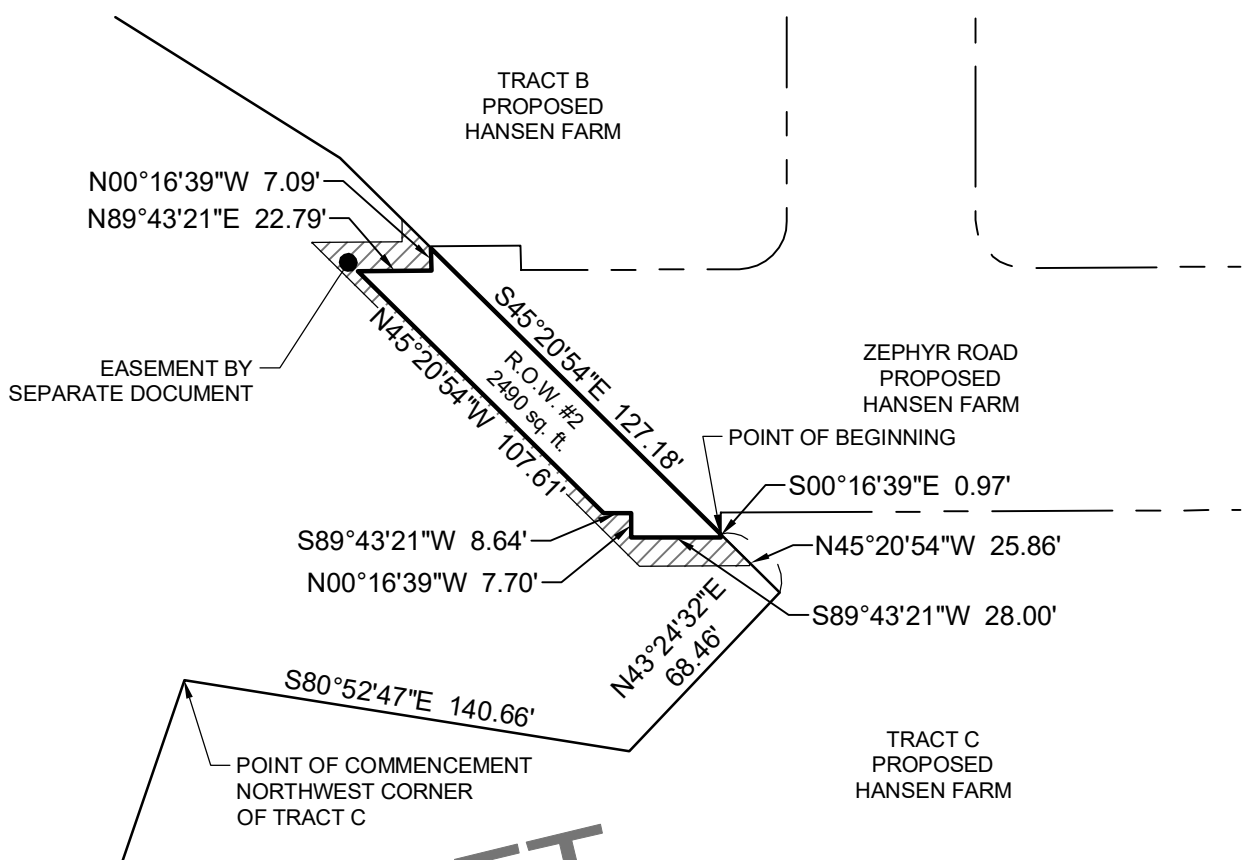 TRACT B
PROPOSED
HANSEN FARM
N00°16'39"W 7.09'
N89°43'21"E 22.79'
S45°20'54"E 127.18'
N45°20'54"W 107.61'
R.O.W. #2
2490 sq. ft.
EASEMENT BY
SEPARATE DOCUMENT
ZEPHYR ROAD
PROPOSED
HANSEN FARM
POINT OF BEGINNING
S00°16'39"E 0.97'
S89°43'21"W 8.64'
N45°20'54"W 25.86'
N00°16'39"W 7.70'
S89°43'21"W 28.00'
N43°24'32"E
68.46'
S80°52'47"E 140.66'
POINT OF COMMENCEMENT
NORTHWEST CORNER
OF TRACT C
TRACT C
PROPOSED
HANSEN FARM